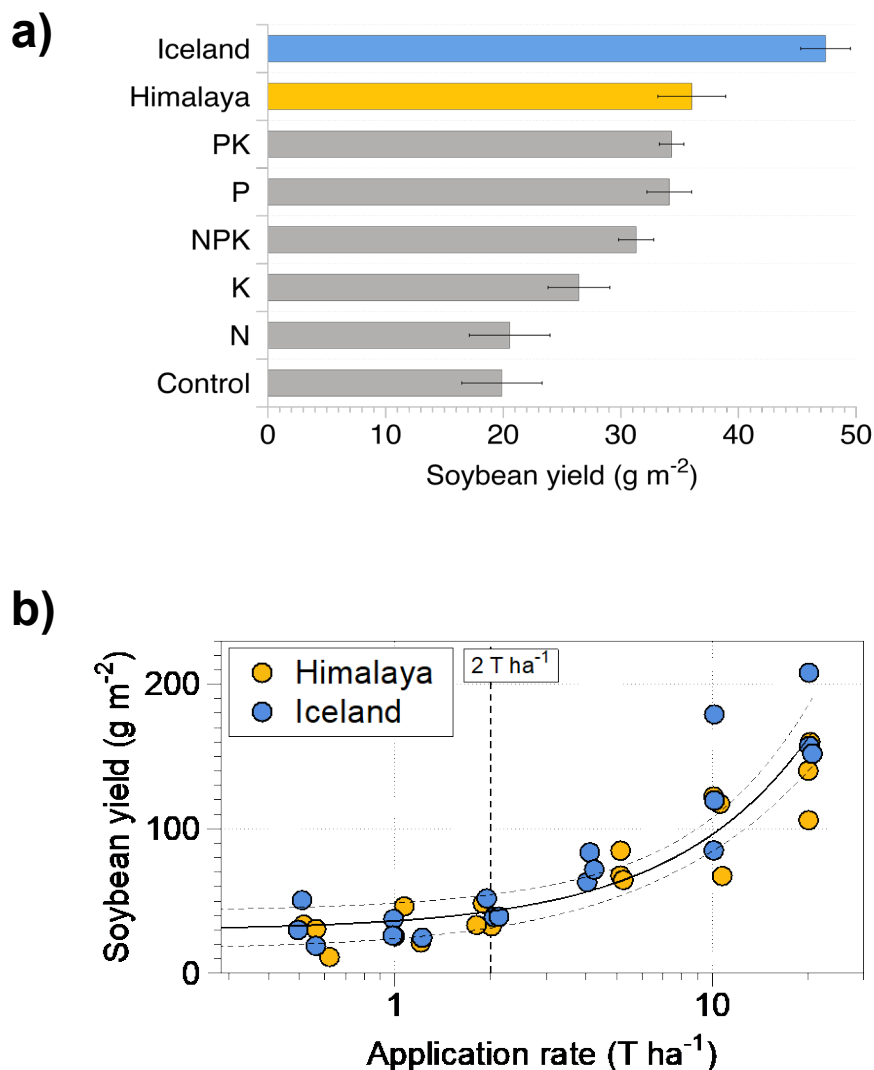 a)
Iceland
Himalaya
PK
P
NPK
K
N
Control
0 10 20 30 40 50
Soybean yield (g m⁻²)
b)
Himalaya
Iceland
2 T ha⁻¹
200
100
0
Soybean yield (g m⁻²)
1 10
Application rate (T ha⁻¹)